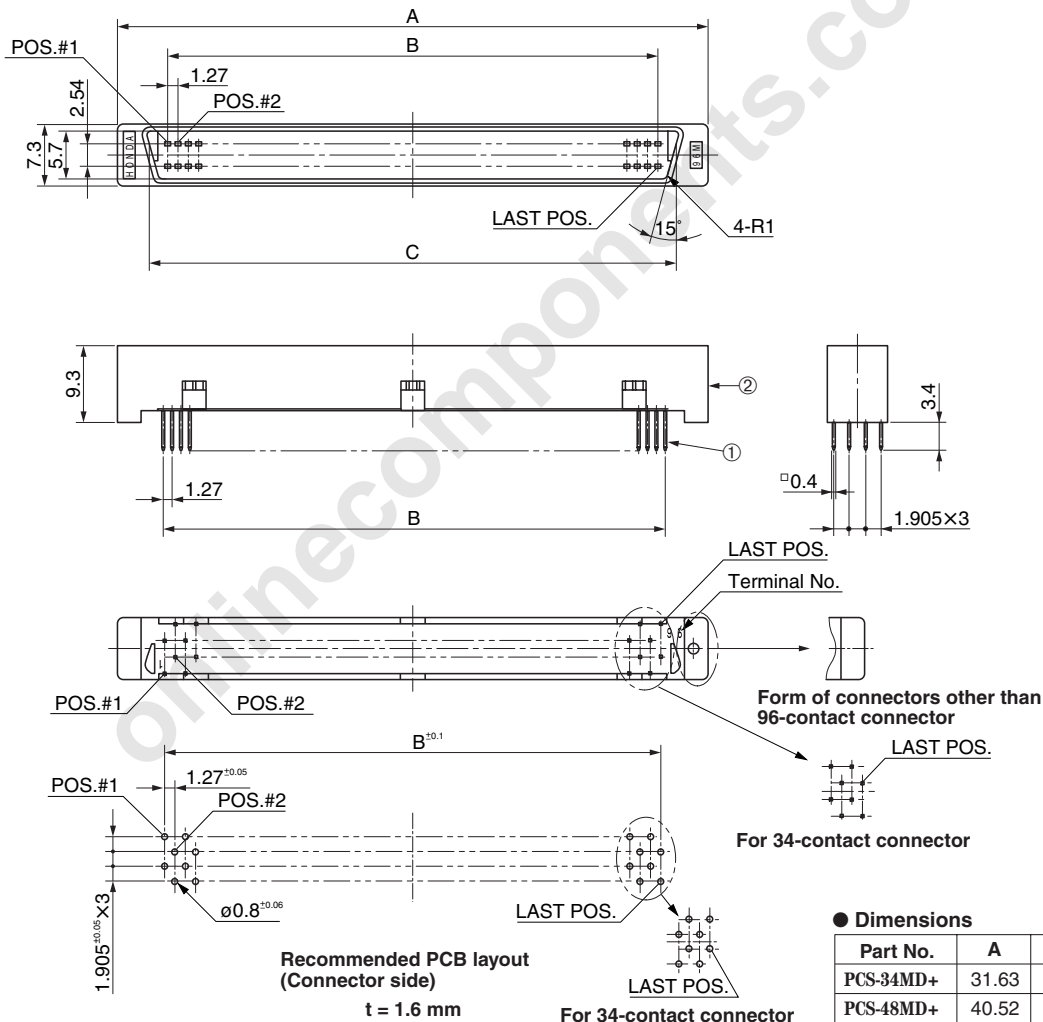 A
B
POS.#1
1.27
POS.#2
2.54
7.3
5.7
HONDA
96M
LAST POS.
15°
4-R1
C
9.3
②
①
1.27
B
3.4
□0.4
1.905×3
LAST POS.
Terminal No.
POS.#1
POS.#2
Form of connectors other than
96-contact connector
B±0.1
LAST POS.
POS.#1
1.27±0.05
POS.#2
For 34-contact connector
1.905±0.05×3
ø0.8±0.06
LAST POS.
Recommended PCB layout
(Connector side)
t = 1.6 mm
LAST POS.
For 34-contact connector
● Dimensions
Part No. A
PCS-34MD+ 31.63
PCS-48MD+ 40.52
onlinecomponents.co